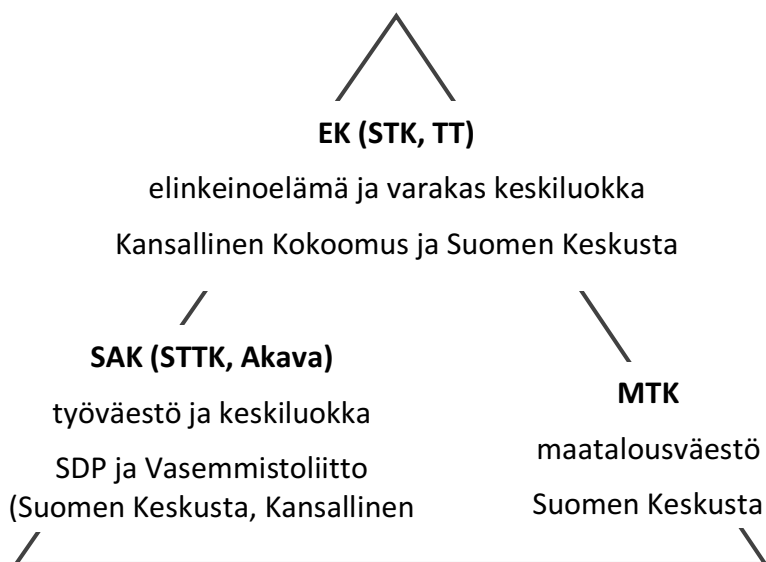 EK (STK, TT)
elinkeinoelämä ja varakas keskiluokka
Kansallinen Kokoomus ja Suomen Keskusta
SAK (STTK, Akava)
työväestö ja keskiluokka
SDP ja Vasemmistoliitto
(Suomen Keskusta, Kansallinen
MTK
maatalousväestö
Suomen Keskusta